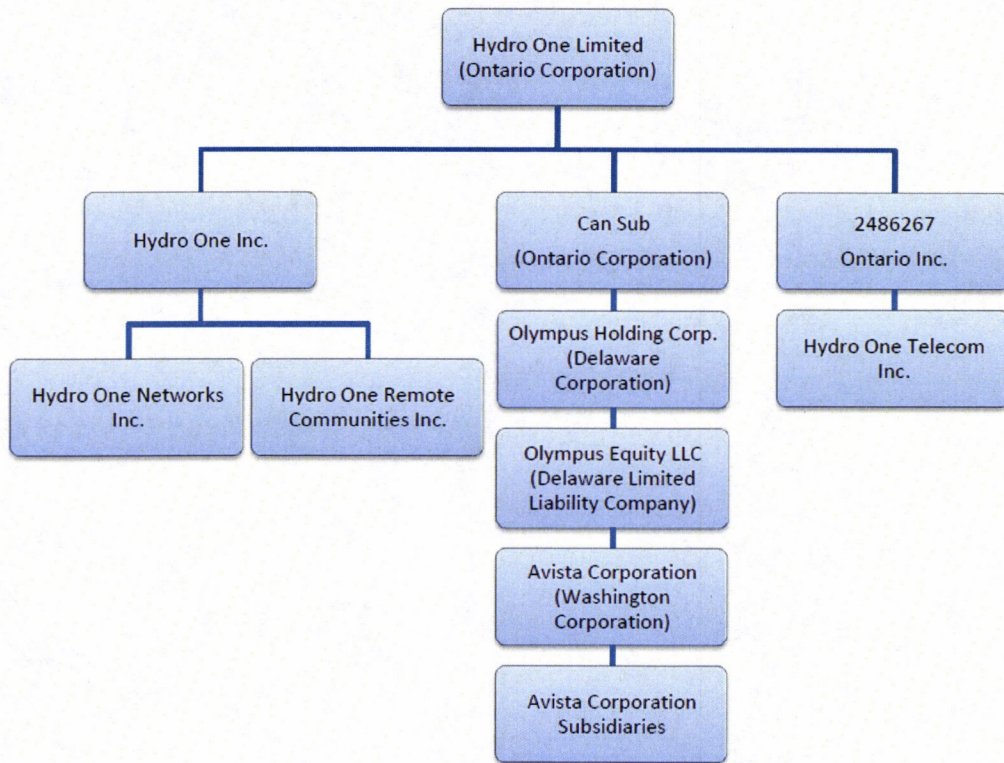 Hydro One Limited
(Ontario Corporation)
Hydro One Inc.
Can Sub
(Ontario Corporation)
2486267
Ontario Inc.
Hydro One Networks
Inc.
Hydro One Remote
Communities Inc.
Olympus Holding Corp.
(Delaware
Corporation)
Hydro One Telecom
Inc.
Olympus Equity LLC
(Delaware Limited
Liability Company)
Avista Corporation
(Washington
Corporation)
Avista Corporation
Subsidiaries